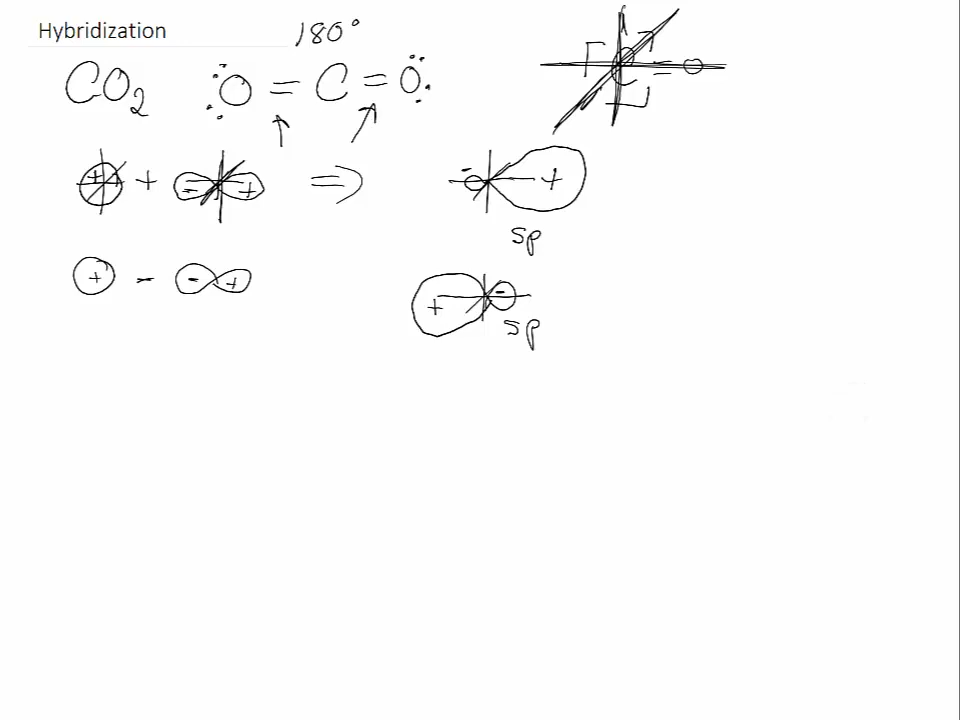 Hybridization
180°
CO₂ :Ö = C = Ö:
+ + + - + ⇒ - +
sp
+ - - + + -
sp